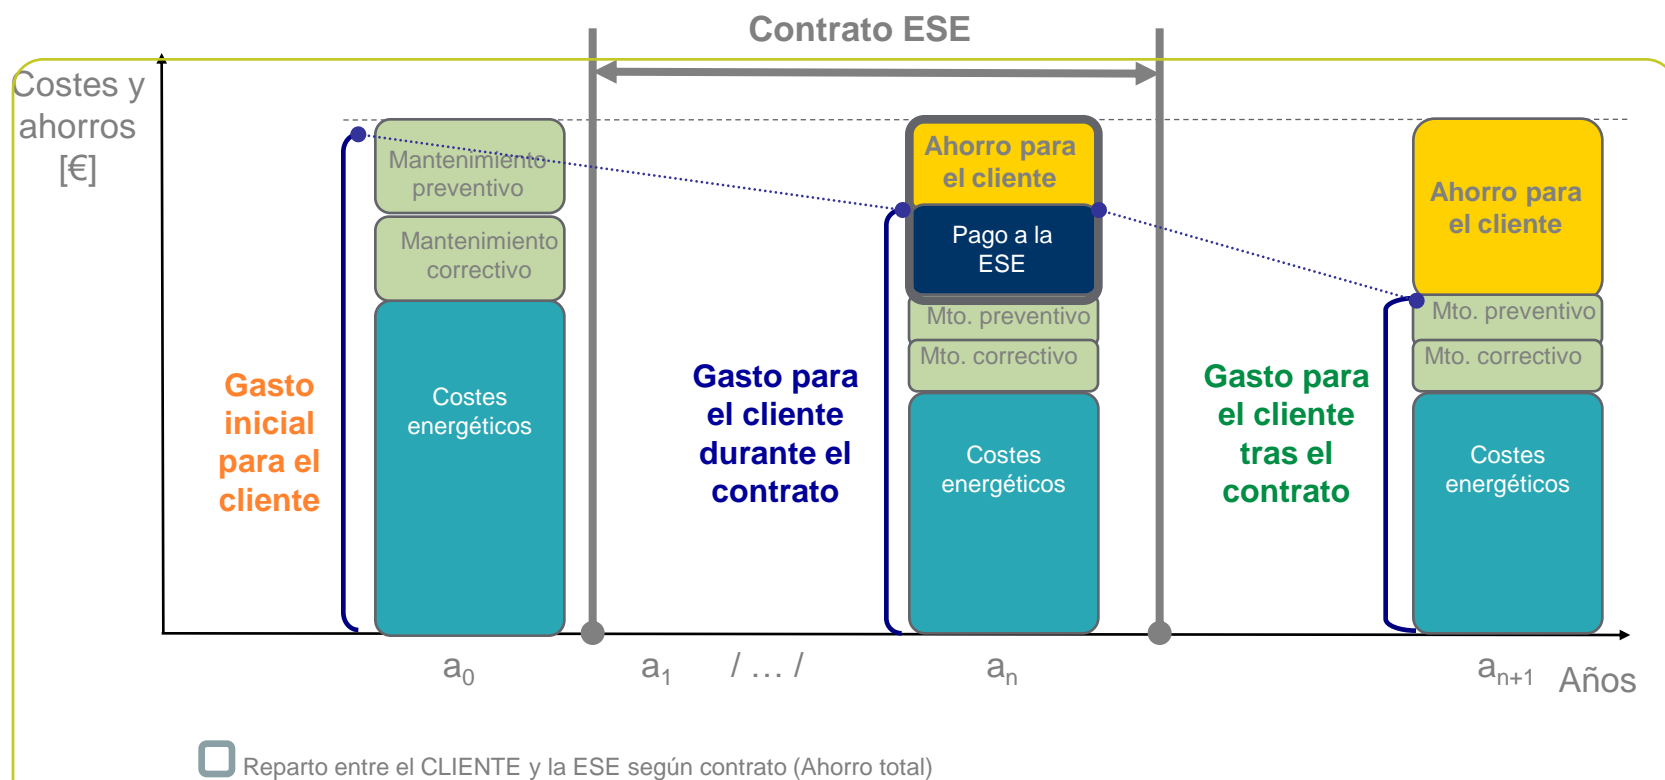 Contrato ESE
Costes y
ahorros
[€]
Mantenimiento
preventivo
Mantenimiento
correctivo
Costes
energéticos
Gasto
inicial
para el
cliente
Ahorro para
el cliente
Pago a la
ESE
Mto. preventivo
Mto. correctivo
Costes
energéticos
Gasto para
el cliente
durante el
contrato
Ahorro para
el cliente
Mto. preventivo
Mto. correctivo
Costes
energéticos
Gasto para
el cliente
tras el
contrato
a0 a1 / … / an an+1 Años
Reparto entre el CLIENTE y la ESE según contrato (Ahorro total)